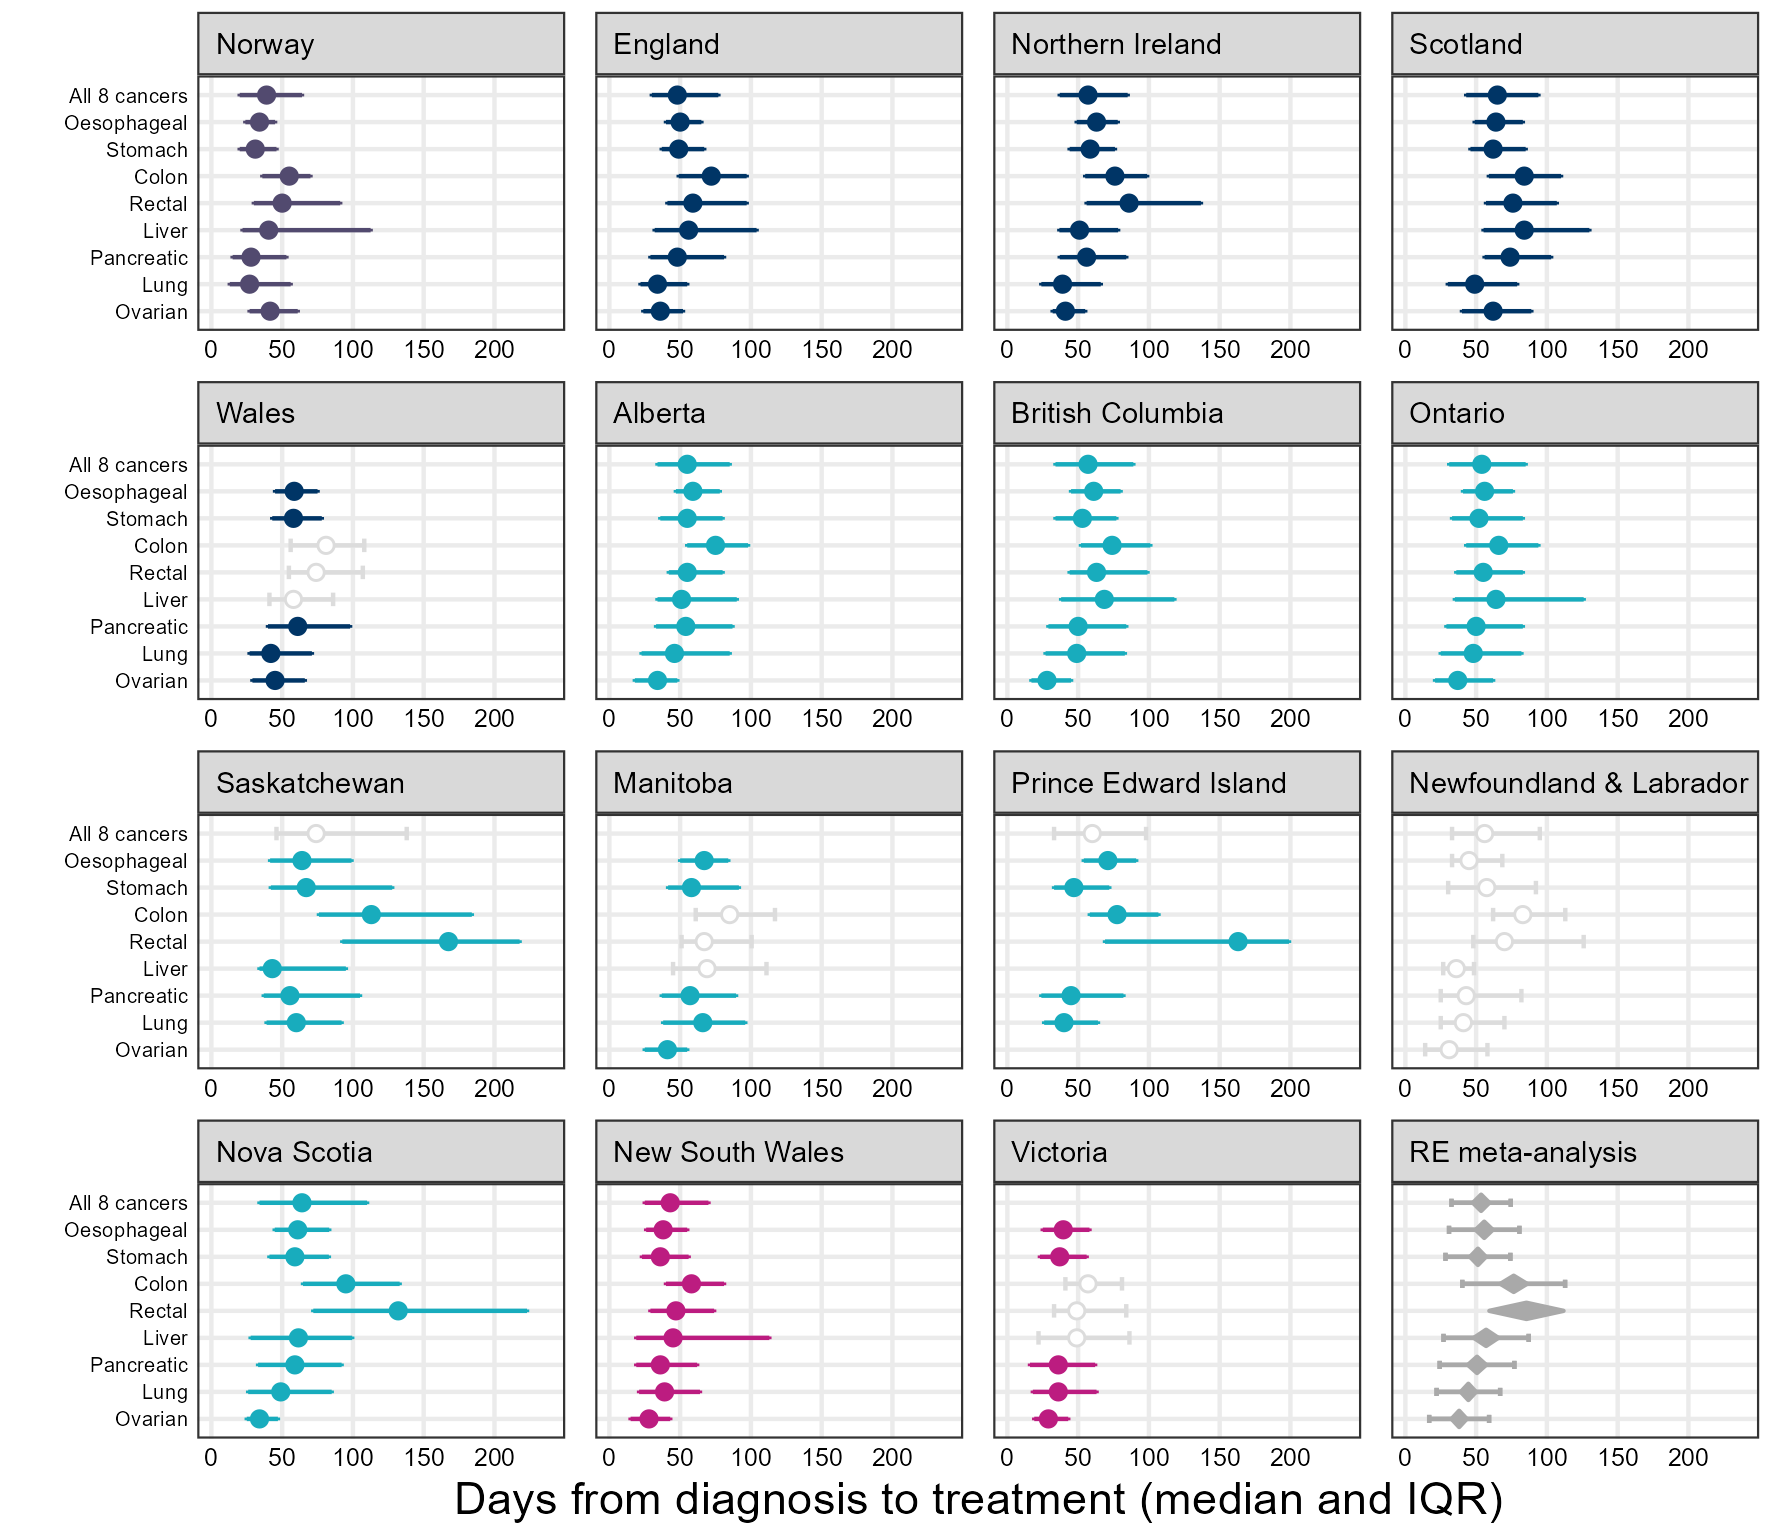 Norway
England
Northern Ireland
Scotland
All 8 cancers
Oesophageal
Stomach
Colon
Rectal
Liver
Pancreatic
Lung
Ovarian
0 50 100 150 200
0 50 100 150 200
0 50 100 150 200
0 50 100 150 200
Wales
Alberta
British Columbia
Ontario
All 8 cancers
Oesophageal
Stomach
Colon
Rectal
Liver
Pancreatic
Lung
Ovarian
0 50 100 150 200
0 50 100 150 200
0 50 100 150 200
0 50 100 150 200
Saskatchewan
Manitoba
Prince Edward Island
Newfoundland & Labrador
All 8 cancers
Oesophageal
Stomach
Colon
Rectal
Liver
Pancreatic
Lung
Ovarian
0 50 100 150 200
0 50 100 150 200
0 50 100 150 200
0 50 100 150 200
Nova Scotia
New South Wales
Victoria
RE meta-analysis
All 8 cancers
Oesophageal
Stomach
Colon
Rectal
Liver
Pancreatic
Lung
Ovarian
0 50 100 150 200
0 50 100 150 200
0 50 100 150 200
0 50 100 150 200
Days from diagnosis to treatment (median and IQR)